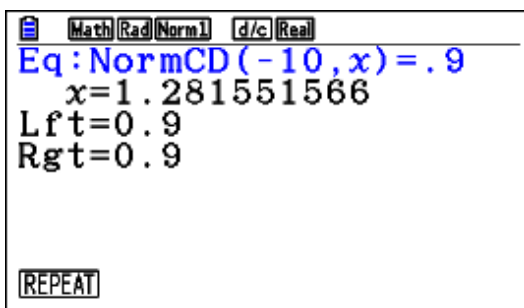 Math Rad Norm1 d/c Real
Eq:NormCD(-10,x)=.9
x=1.281551566
Lft=0.9
Rgt=0.9
REPEAT